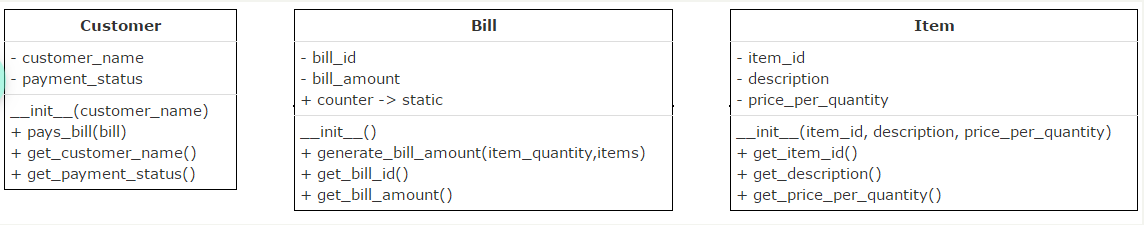 Customer
- customer_name
- payment_status
__init__(customer_name)
+ pays_bill(bill)
+ get_customer_name()
+ get_payment_status()
Bill
- bill_id
- bill_amount
+ counter -> static
__init__()
+ generate_bill_amount(item_quantity,items)
+ get_bill_id()
+ get_bill_amount()
Item
- item_id
- description
- price_per_quantity
__init__(item_id, description, price_per_quantity)
+ get_item_id()
+ get_description()
+ get_price_per_quantity()